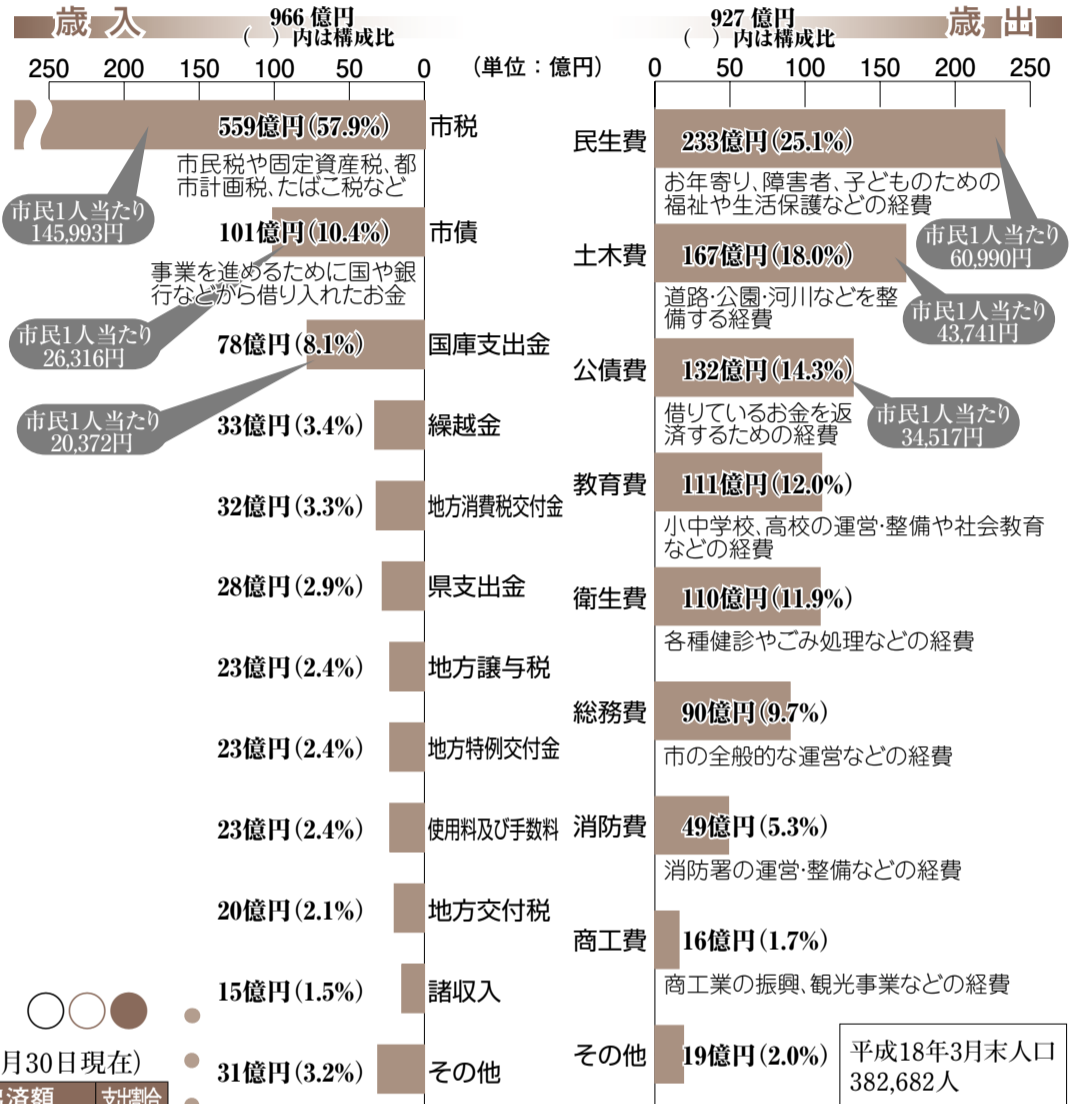 歳入
966 億円
（　）内は構成比
250 200 150 100 50 0
（単位：億円）
559億円（57.9%）
市税
市民税や固定資産税、都
市計画税、たばこ税など
市民1人当たり
145,993円
101億円（10.4%）
市債
事業を進めるために国や銀
行などから借り入れたお金
市民1人当たり
26,316円
78億円（8.1%）
国庫支出金
市民1人当たり
20,372円
33億円（3.4%）
繰越金
32億円（3.3%）
地方消費税交付金
28億円（2.9%）
県支出金
23億円（2.4%）
地方譲与税
23億円（2.4%）
地方特例交付金
23億円（2.4%）
使用料及び手数料
20億円（2.1%）
地方交付税
15億円（1.5%）
諸収入
31億円（3.2%）
その他
月30日現在）
済額
支出割合
927 億円
（　）内は構成比
歳出
0 50 100 150 200 250
民生費
233億円（25.1%）
お年寄り、障害者、子どものための
福祉や生活保護などの経費
市民1人当たり
60,990円
土木費
167億円（18.0%）
道路・公園・河川などを整
備する経費
市民1人当たり
43,741円
公債費
132億円（14.3%）
借りているお金を返
済するための経費
市民1人当たり
34,517円
教育費
111億円（12.0%）
小中学校、高校の運営・整備や社会教育
などの経費
衛生費
110億円（11.9%）
各種健診やごみ処理などの経費
総務費
90億円（9.7%）
市の全般的な運営などの経費
消防費
49億円（5.3%）
消防署の運営・整備などの経費
商工費
16億円（1.7%）
商工業の振興、観光事業などの経費
その他
19億円（2.0%）
平成18年3月末人口
382,682人